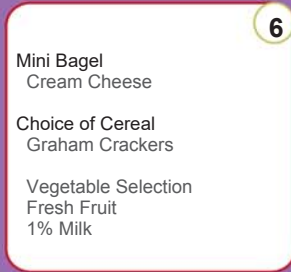 6
Mini Bagel
Cream Cheese
Choice of Cereal
Graham Crackers
Vegetable Selection
Fresh Fruit
1% Milk